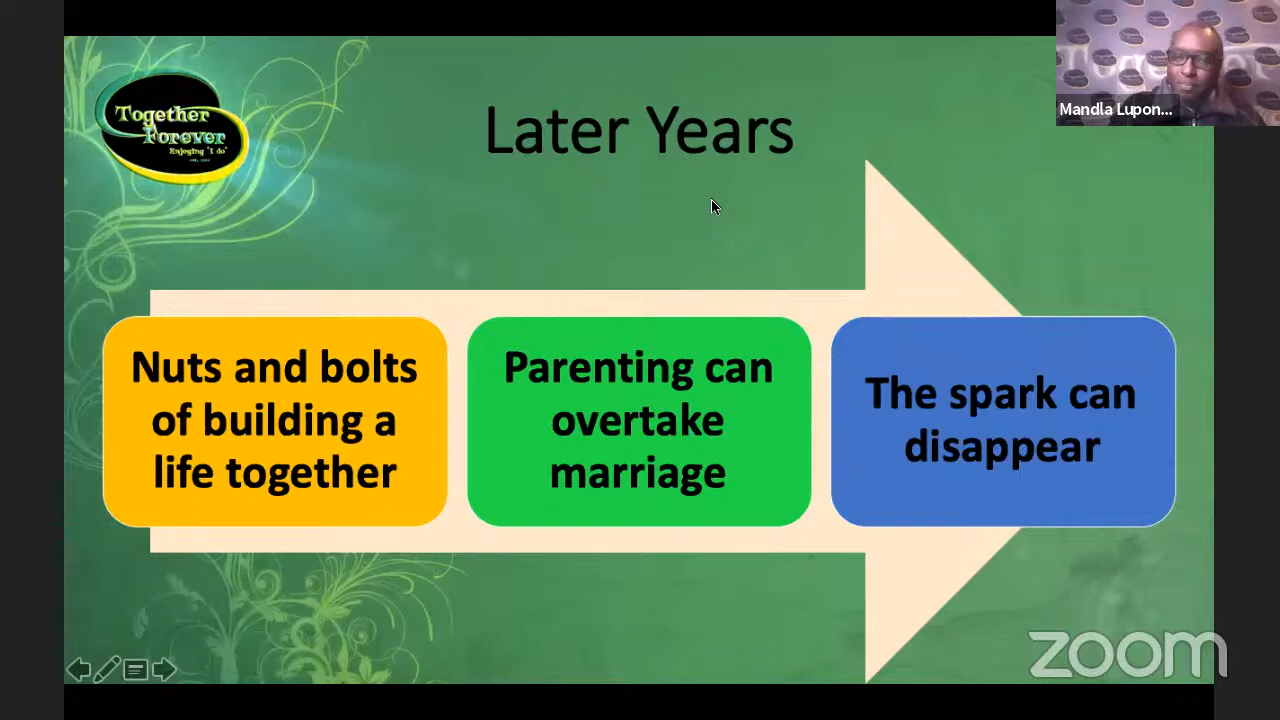 Together
Forever
Enjoying "I do"
Later Years
Mandla Lupon...
Nuts and bolts
of building a
life together
Parenting can
overtake
marriage
The spark can
disappear
zoom